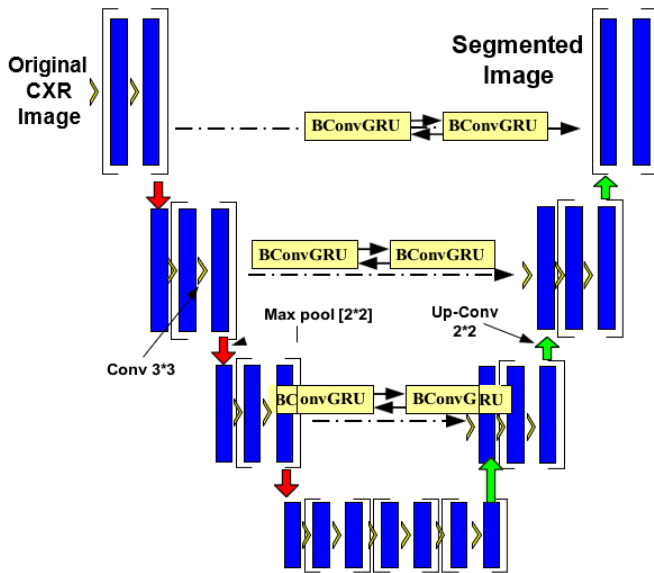 Original
CXR
Image
Segmented
Image
BConvGRU
BConvGRU
BConvGRU
BConvGRU
Max pool [2*2]
Up-Conv
2*2
Conv 3*3
BConvGRU
BConvGRU